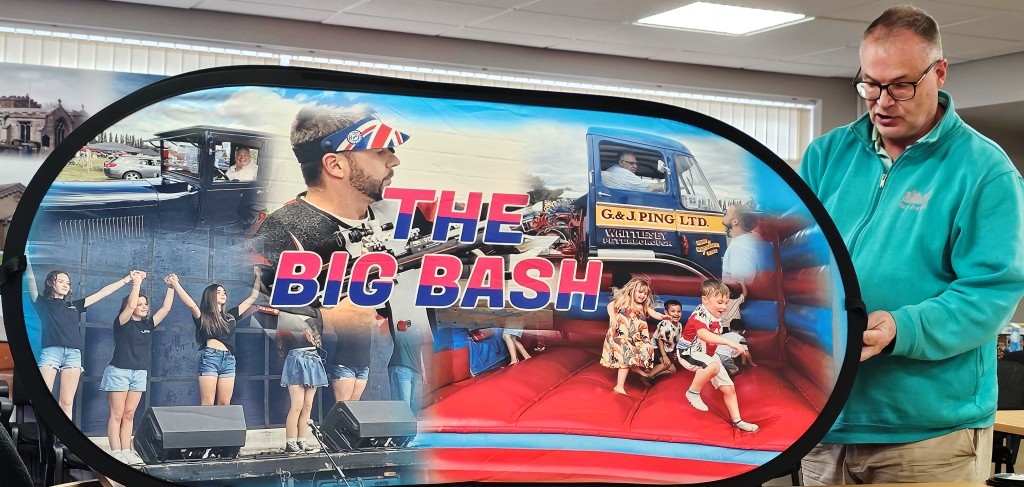 THE
BIG BASH
G.& J. PING LTD.
WHITTLESEY
PETERBOROUGH